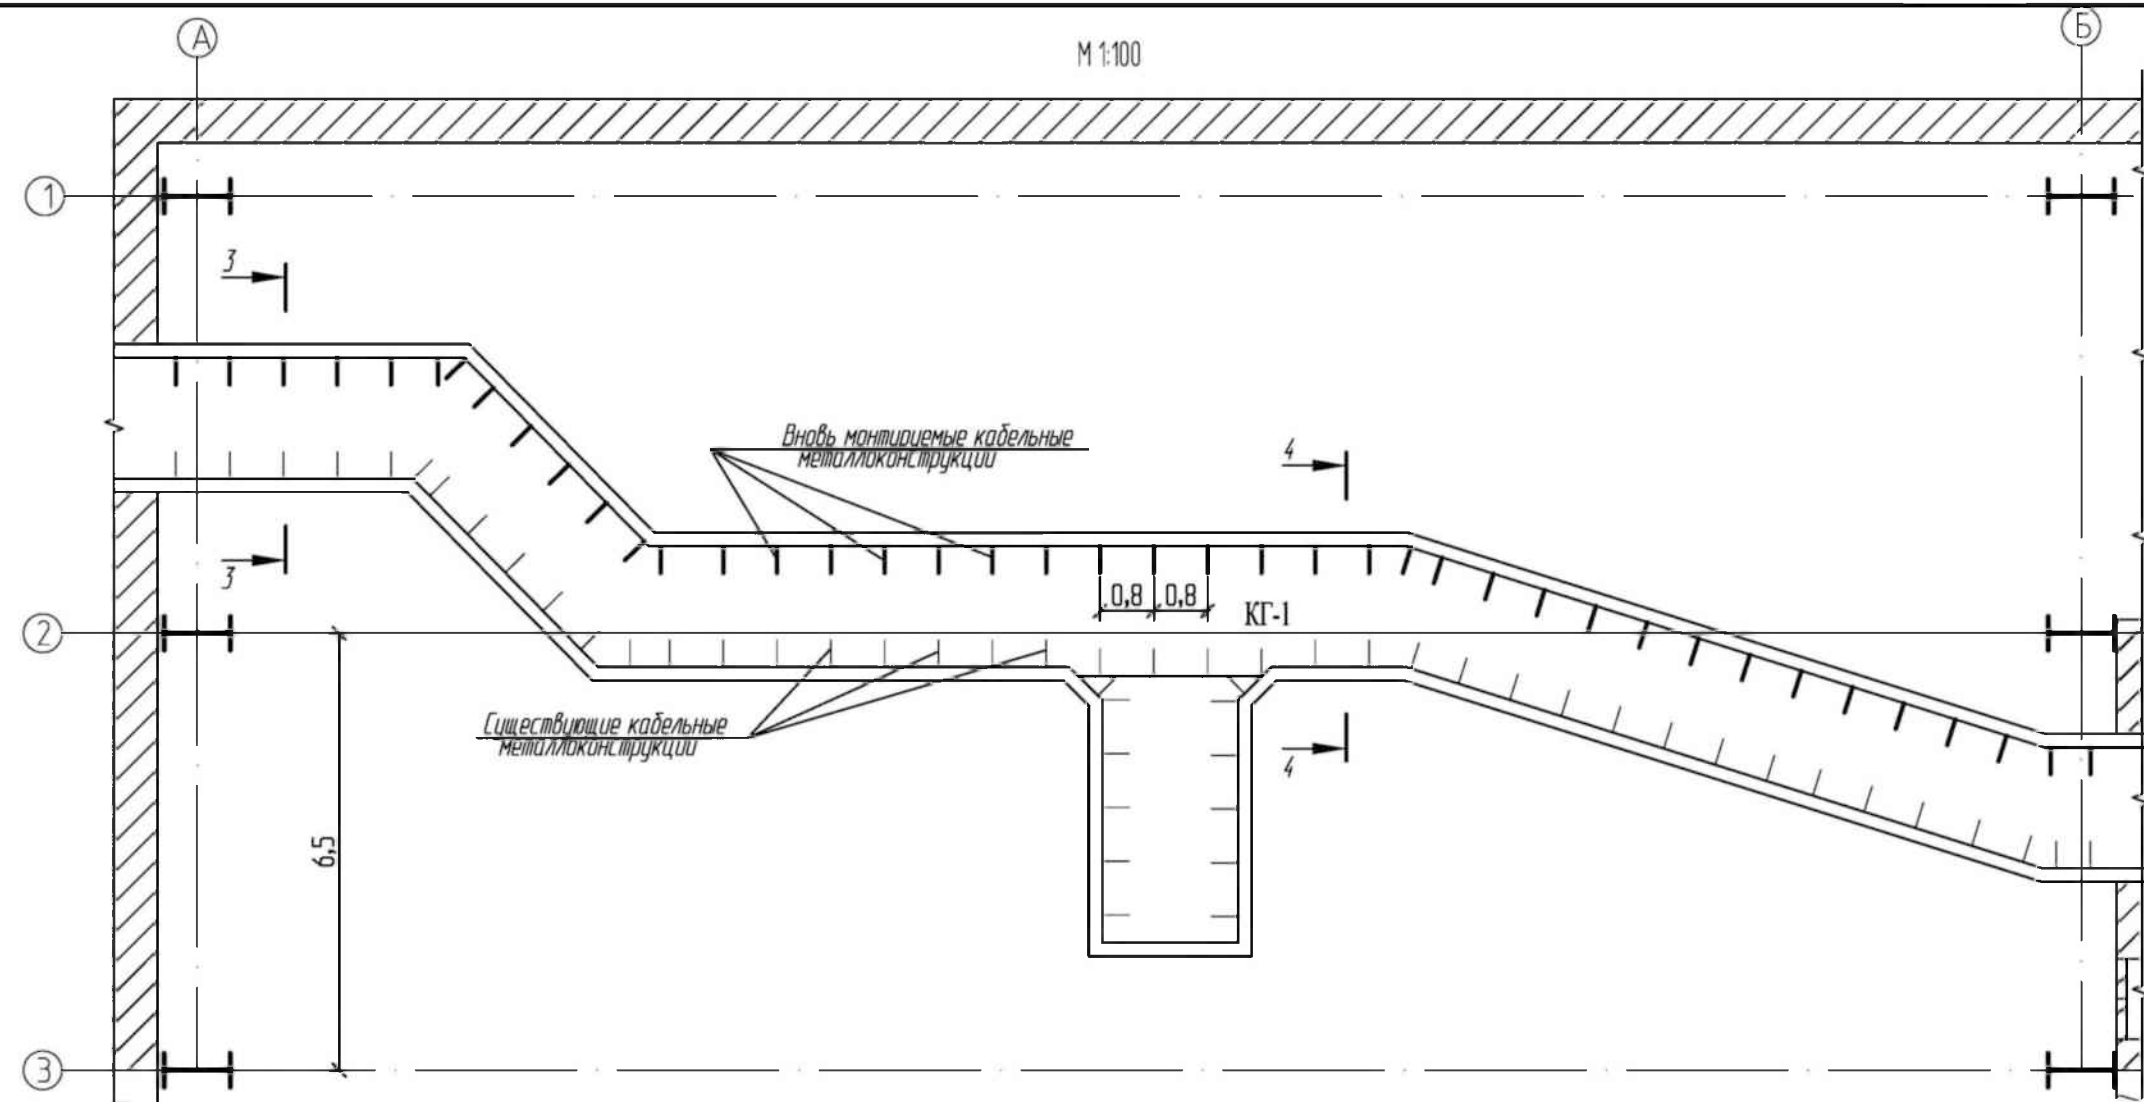 А
Б
М 1:100
1
3
Вновь монтируемые кабельные
металлоконструкции
4
3
0,8
0,8
КГ-1
2
Существующие кабельные
металлоконструкции
4
6,5
3